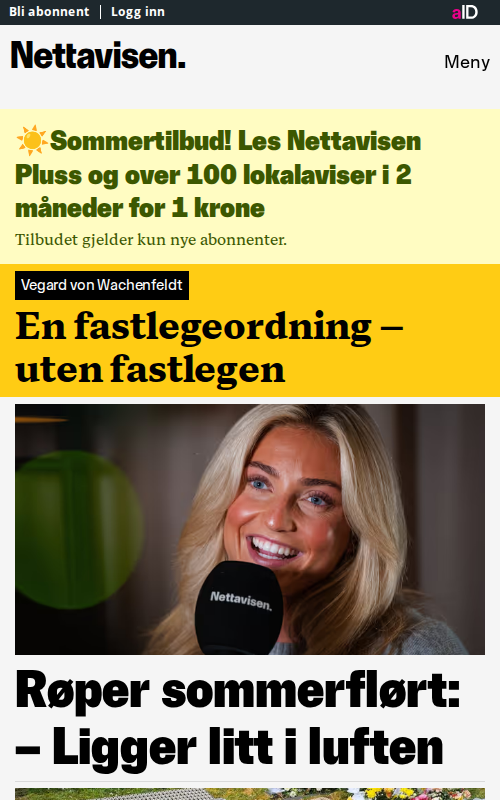 Bli abonnent | Logg inn aID
Nettavisen.
Meny
☀️Sommertilbud! Les Nettavisen
Pluss og over 100 lokalaviser i 2
måneder for 1 krone
Tilbudet gjelder kun nye abonnenter.
Vegard von Wachenfeldt
En fastlegeordning –
uten fastlegen
Nettavisen.
Røper sommerflørt:
– Ligger litt i luften